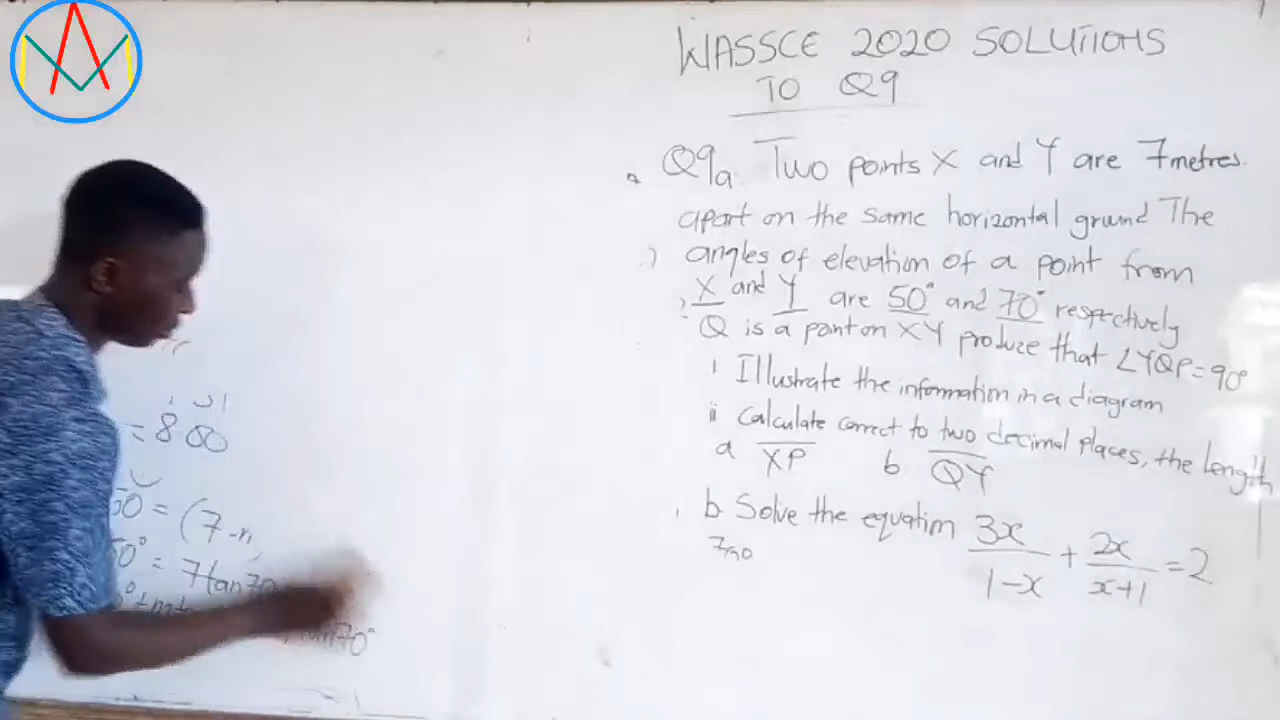 WASSCE 2020 SOLUTIONS
TO Q9
Q9a Two points X and Y are 7metres.
apart on the same horizontal ground The
angles of elevation of a point from
X and Y are 50° and 70° respectively
Q is a point on XY produce that ∠YQP=90°
i Illustrate the information in a diagram
ii Calculate correct to two decimal places, the length
a XP b QY
b Solve the equation 3x/1-x + 2x/x+1 = 2
= 8.00
50 = (7-n
50° = 7tan70
tan70°